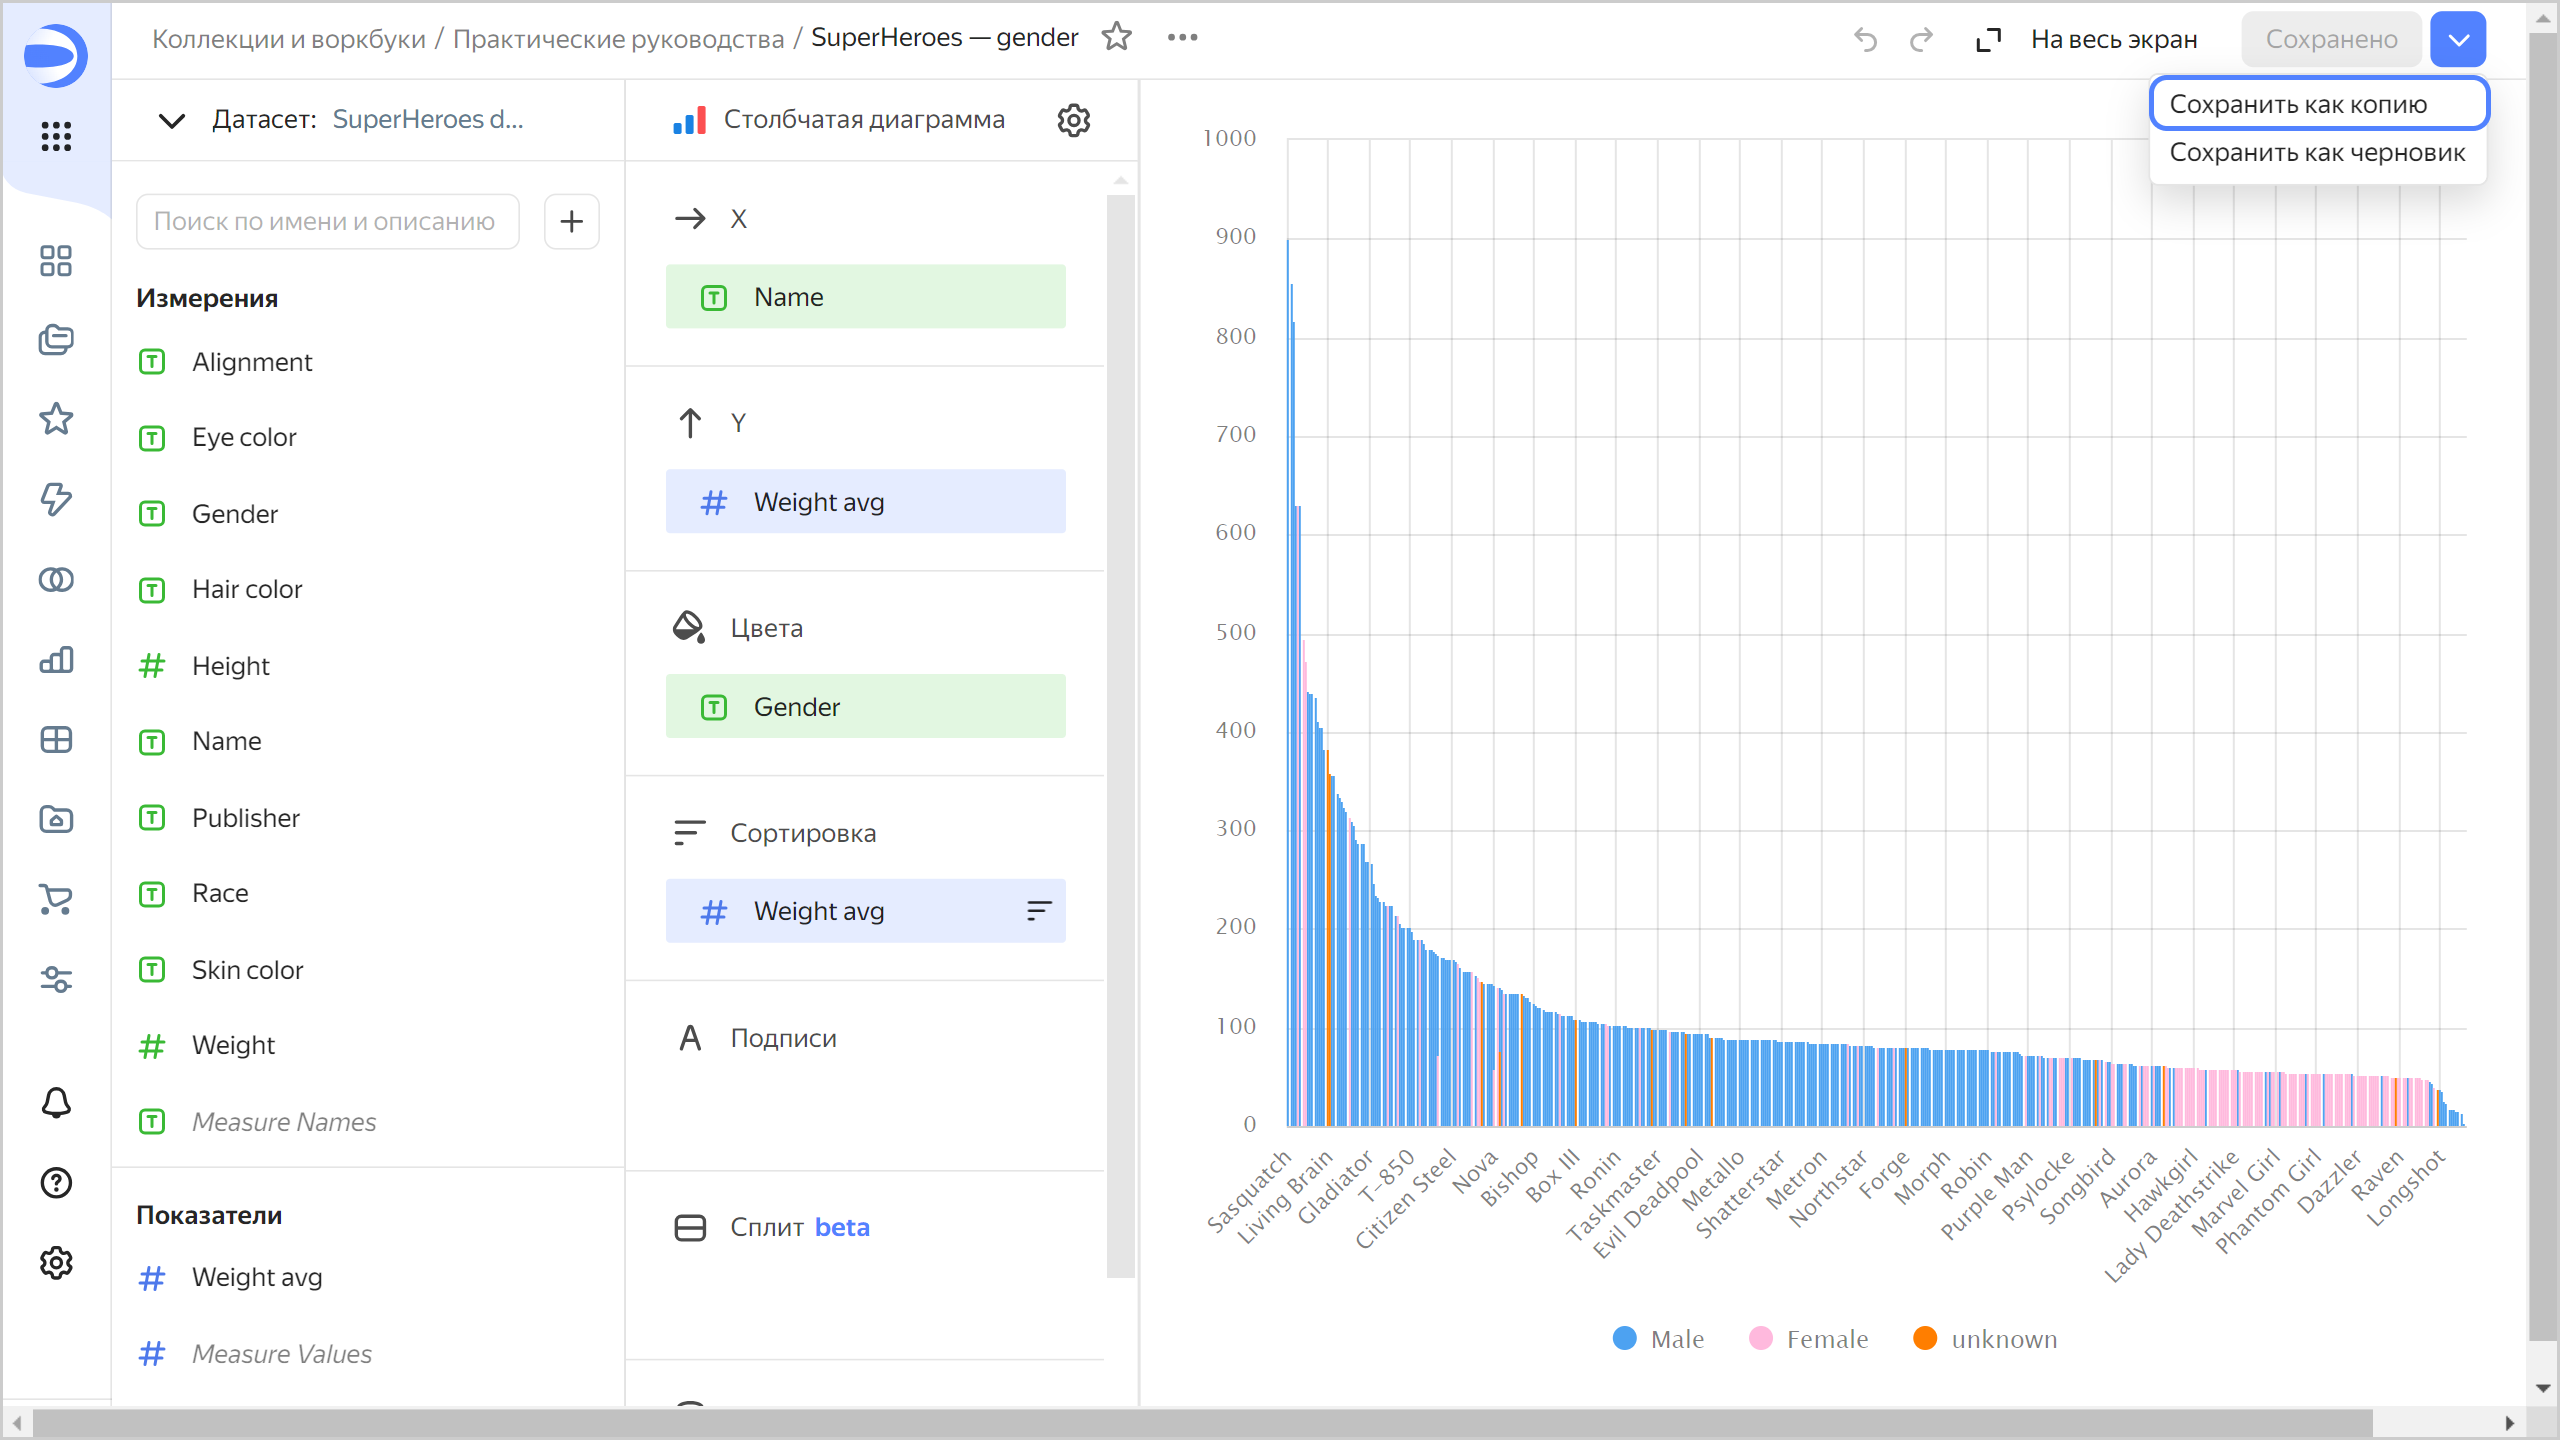 Коллекции и воркбуки / Практические руководства / SuperHeroes — gender
На весь экран
Сохранено
Сохранить как копию
Сохранить как черновик
Датасет: SuperHeroes d...
Поиск по имени и описанию
Измерения
Alignment
Eye color
Gender
Hair color
Height
Name
Publisher
Race
Skin color
Weight
Measure Names
Показатели
Weight avg
Measure Values
Столбчатая диаграмма
X
Name
Y
Weight avg
Цвета
Gender
Сортировка
Weight avg
Подписи
Сплит beta
1000
900
800
700
600
500
400
300
200
100
0
Sasquatch
Living Brain
Gladiator
T-850
Citizen Steel
Nova
Bishop
Box III
Ronin
Taskmaster
Evil Deadpool
Metallo
Shatterstar
Metron
Northstar
Forge
Morph
Robin
Purple Man
Psylocke
Songbird
Aurora
Hawkgirl
Lady Deathstrike
Marvel Girl
Phantom Girl
Dazzler
Raven
Longshot
Male
Female
unknown